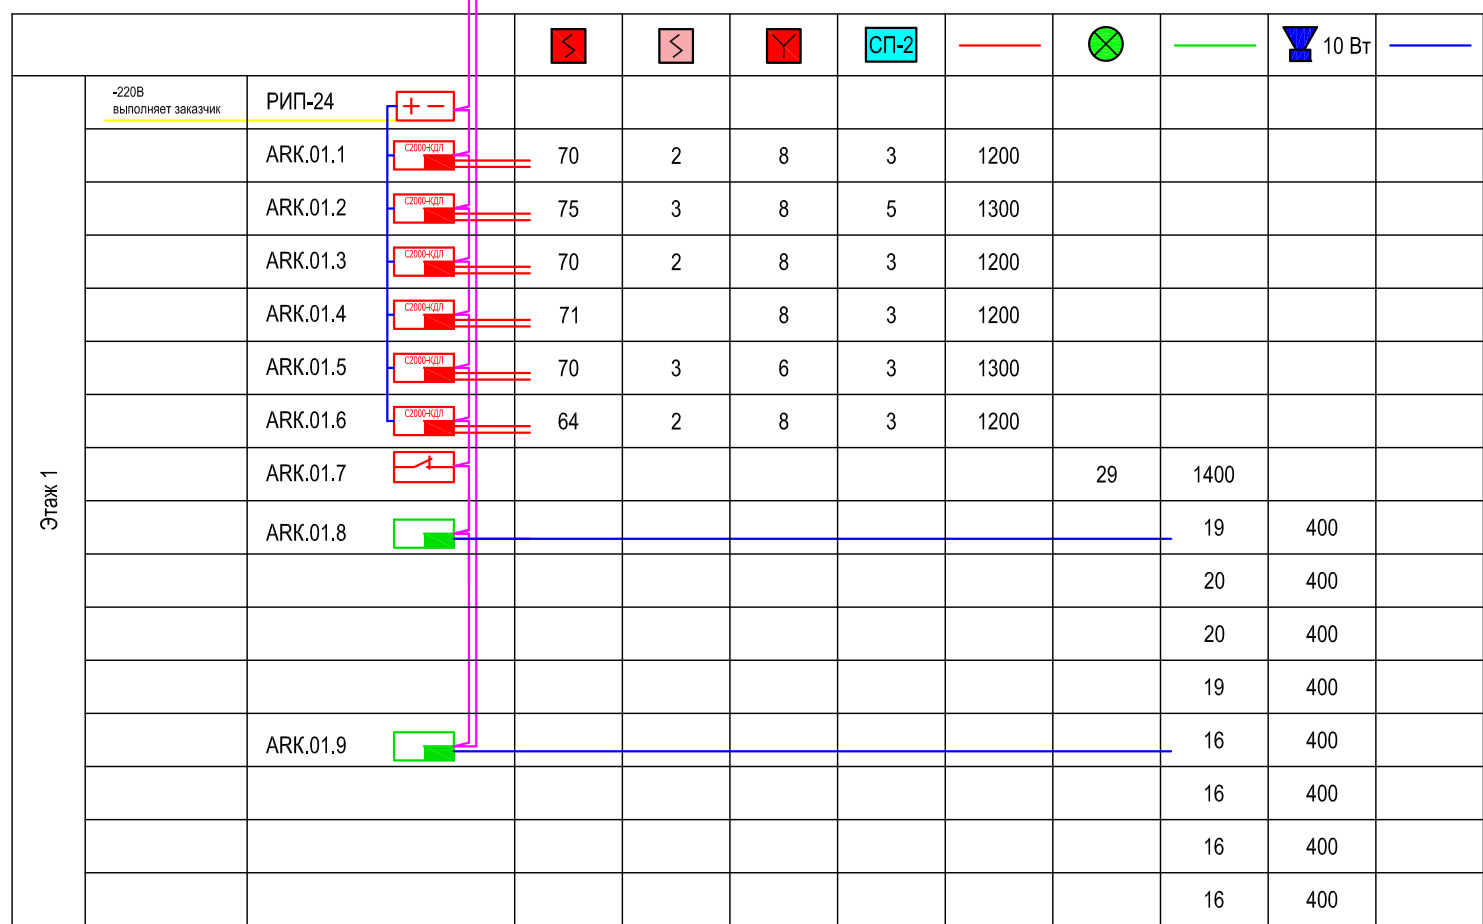 СП-2 10 Вт
-220В
выполняет заказчик РИП-24 + -
ARK.01.1 С2000-КДЛ 70 2 8 3 1200
ARK.01.2 С2000-КДЛ 75 3 8 5 1300
ARK.01.3 С2000-КДЛ 70 2 8 3 1200
ARK.01.4 С2000-КДЛ 71 8 3 1200
ARK.01.5 С2000-КДЛ 70 3 6 3 1300
ARK.01.6 С2000-КДЛ 64 2 8 3 1200
ARK.01.7 29 1400
Этаж 1
ARK.01.8 19 400
20 400
20 400
19 400
ARK.01.9 16 400
16 400
16 400
16 400